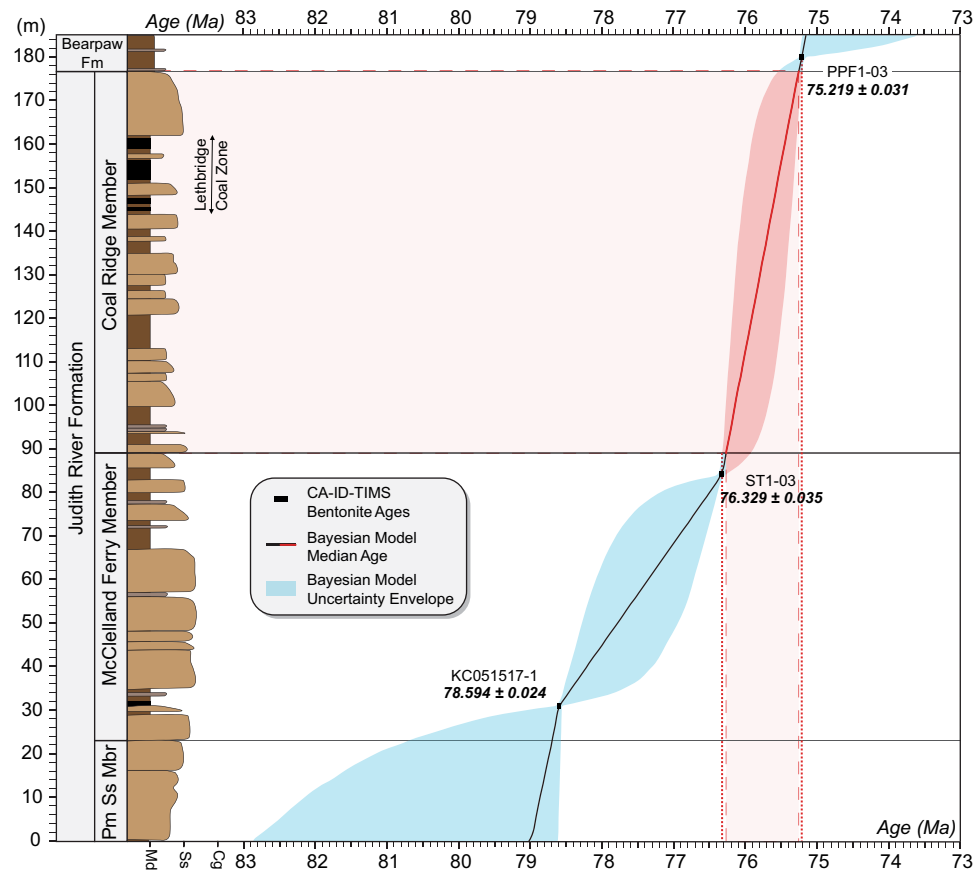 (m)
Age (Ma)
83 82 81 80 79 78 77 76 75 74 73
Bearpaw
Fm
Judith River Formation
Coal Ridge Member
McClelland Ferry Member
Pm Ss Mbr
180
170
160
150
140
130
120
110
100
90
80
70
60
50
40
30
20
10
0
Lethbridge
Coal Zone
PPF1-03
75.219 ± 0.031
ST1-03
76.329 ± 0.035
CA-ID-TIMS
Bentonite Ages
Bayesian Model
Median Age
Bayesian Model
Uncertainty Envelope
KC051517-1
78.594 ± 0.024
Age (Ma)
Md
Ss
Cg
83 82 81 80 79 78 77 76 75 74 73